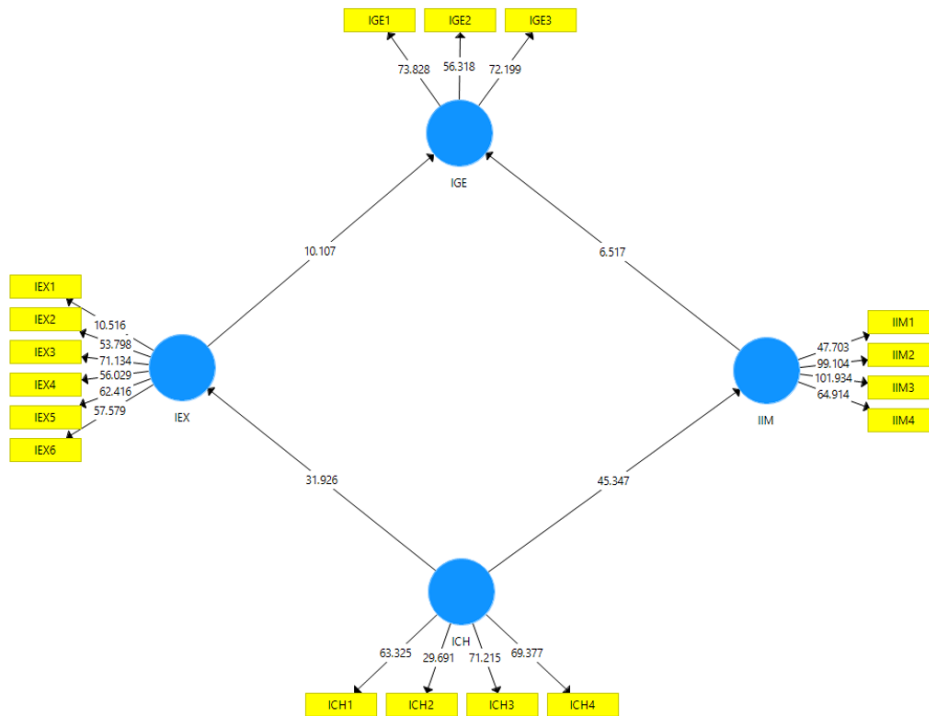 IGE1 IGE2 IGE3
73.828 56.318 72.199
IGE
10.107 6.517
IEX1
IEX2
IEX3
IEX4
IEX5
IEX6
10.516
53.798
71.134
56.029
62.416
57.579
IEX
IIM1
IIM2
IIM3
IIM4
47.703
99.104
101.934
64.914
IIM
31.926 45.347
ICH
63.325 29.691 71.215 69.377
ICH1 ICH2 ICH3 ICH4